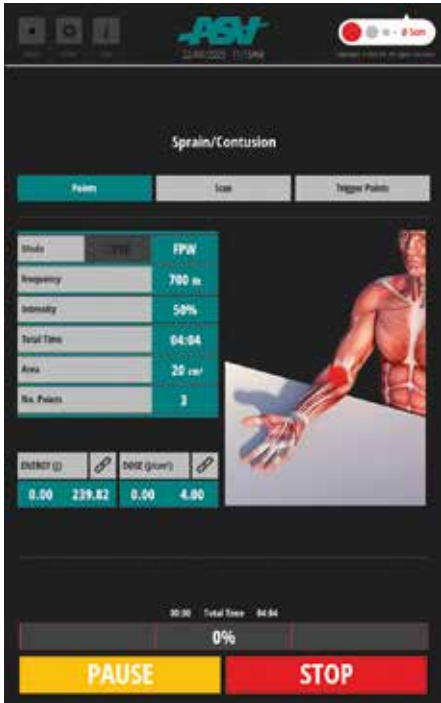 ASA
Ø 5cm
Sprain/Contusion
Points
Scan
Trigger Points
Mode FPW
Frequency 700
Intensity 50%
Total Time 04:04
Area 20 cm²
No. Points 3
ENERGY (J) DOSE (J/cm²)
0.00 239.82 0.00 4.00
00:00 Total Time 04:04
0%
PAUSE STOP